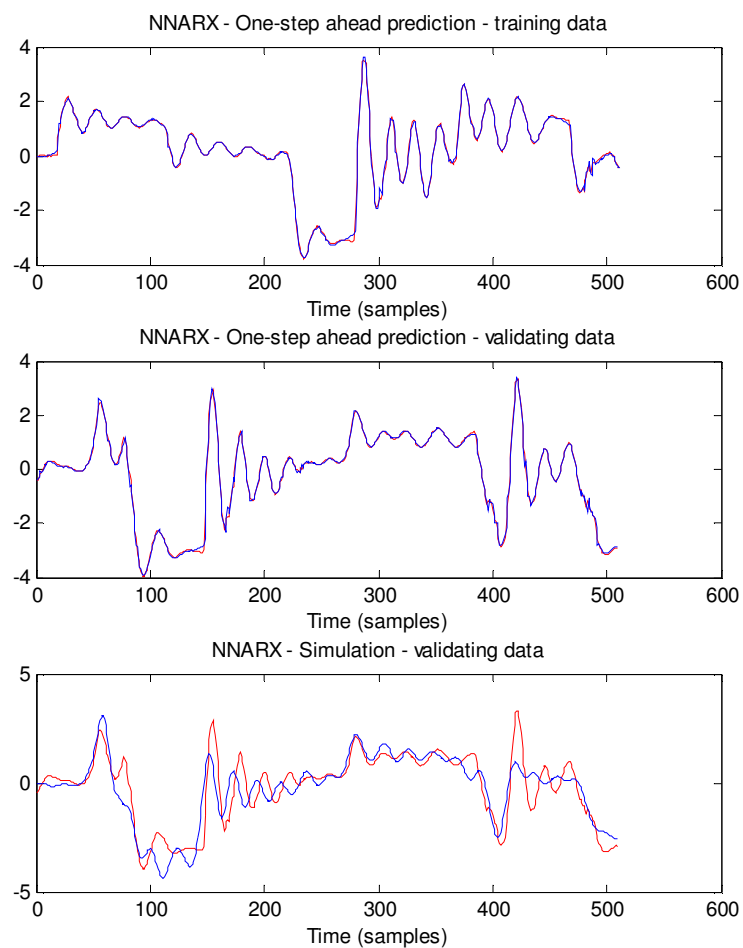 NNARX - One-step ahead prediction - training data
4
2
0
-2
-4
0 100 200 300 400 500 600
Time (samples)
NNARX - One-step ahead prediction - validating data
4
2
0
-2
-4
0 100 200 300 400 500 600
Time (samples)
NNARX - Simulation - validating data
5
0
-5
0 100 200 300 400 500 600
Time (samples)